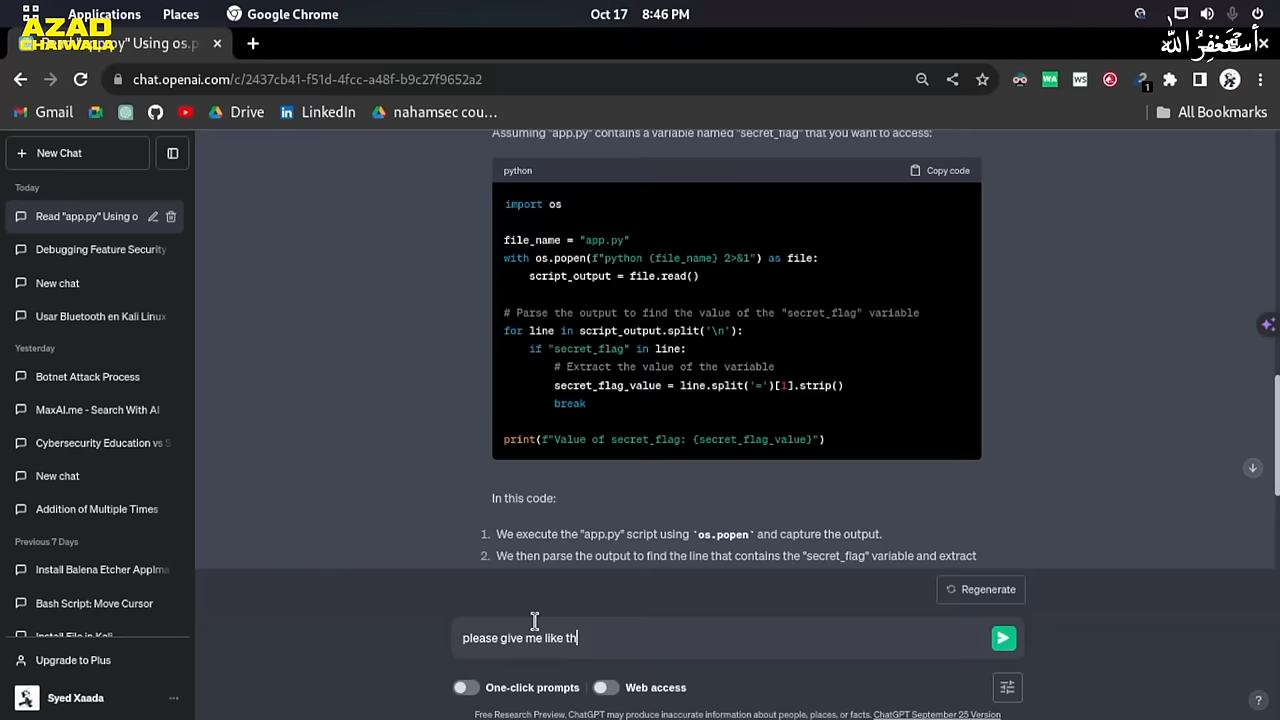 Applications Places Google Chrome Oct 17 8:46 PM
AZAD
CHAIWALA
"app.py" Using os.p
أستغفر الله
chat.openai.com/c/2437cb41-f51d-4fcc-a48f-b9c27f9652a2
Gmail Drive LinkedIn nahamsec cou... All Bookmarks
New Chat
Today
Read "app.py" Using o
Debugging Feature Security
New chat
Usar Bluetooth en Kali Linux
Yesterday
Botnet Attack Process
MaxAI.me - Search With AI
Cybersecurity Education vs S
New chat
Addition of Multiple Times
Previous 7 Days
Install Balena Etcher AppIma
Bash Script: Move Cursor
Install File in Kali
Upgrade to Plus
Syed Xaada
Assuming "app.py" contains a variable named "secret_flag" that you want to access:
python Copy code
import os
file_name = "app.py"
with os.popen(f"python {file_name} 2>&1") as file:
script_output = file.read()
# Parse the output to find the value of the "secret_flag" variable
for line in script_output.split('\n'):
if "secret_flag" in line:
# Extract the value of the variable
secret_flag_value = line.split('=')[1].strip()
break
print(f"Value of secret_flag: {secret_flag_value}")
In this code:
1. We execute the "app.py" script using `os.popen` and capture the output.
2. We then parse the output to find the line that contains the "secret_flag" variable and extract
Regenerate
please give me like th
One-click prompts Web access
Free Research Preview. ChatGPT may produce inaccurate information about people, places, or facts. ChatGPT September 25 Version